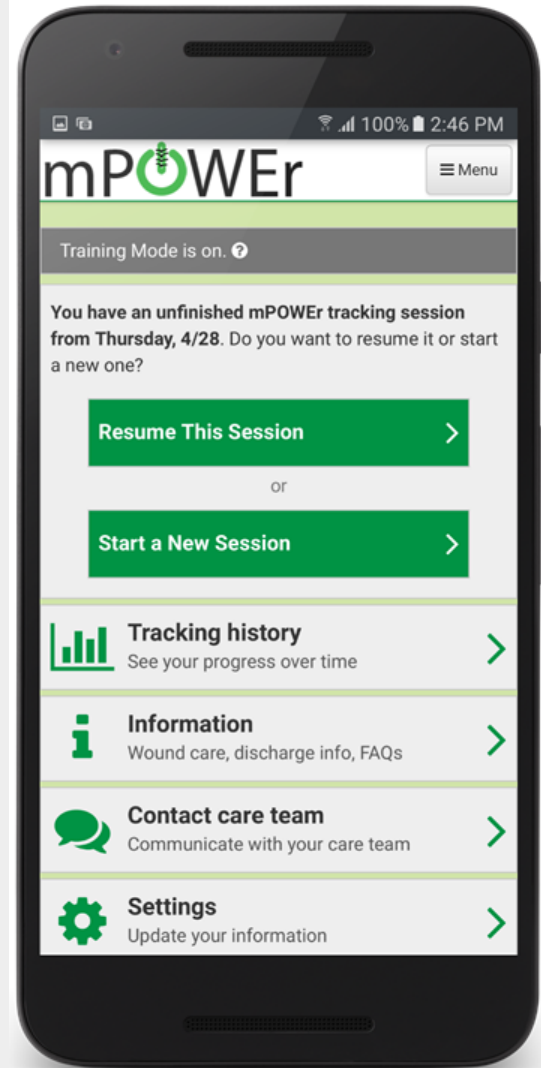 100% 2:46 PM
mPOWEr
Menu
Training Mode is on. ?
You have an unfinished mPOWEr tracking session
from Thursday, 4/28. Do you want to resume it or start
a new one?
Resume This Session
or
Start a New Session
Tracking history
See your progress over time
Information
Wound care, discharge info, FAQs
Contact care team
Communicate with your care team
Settings
Update your information